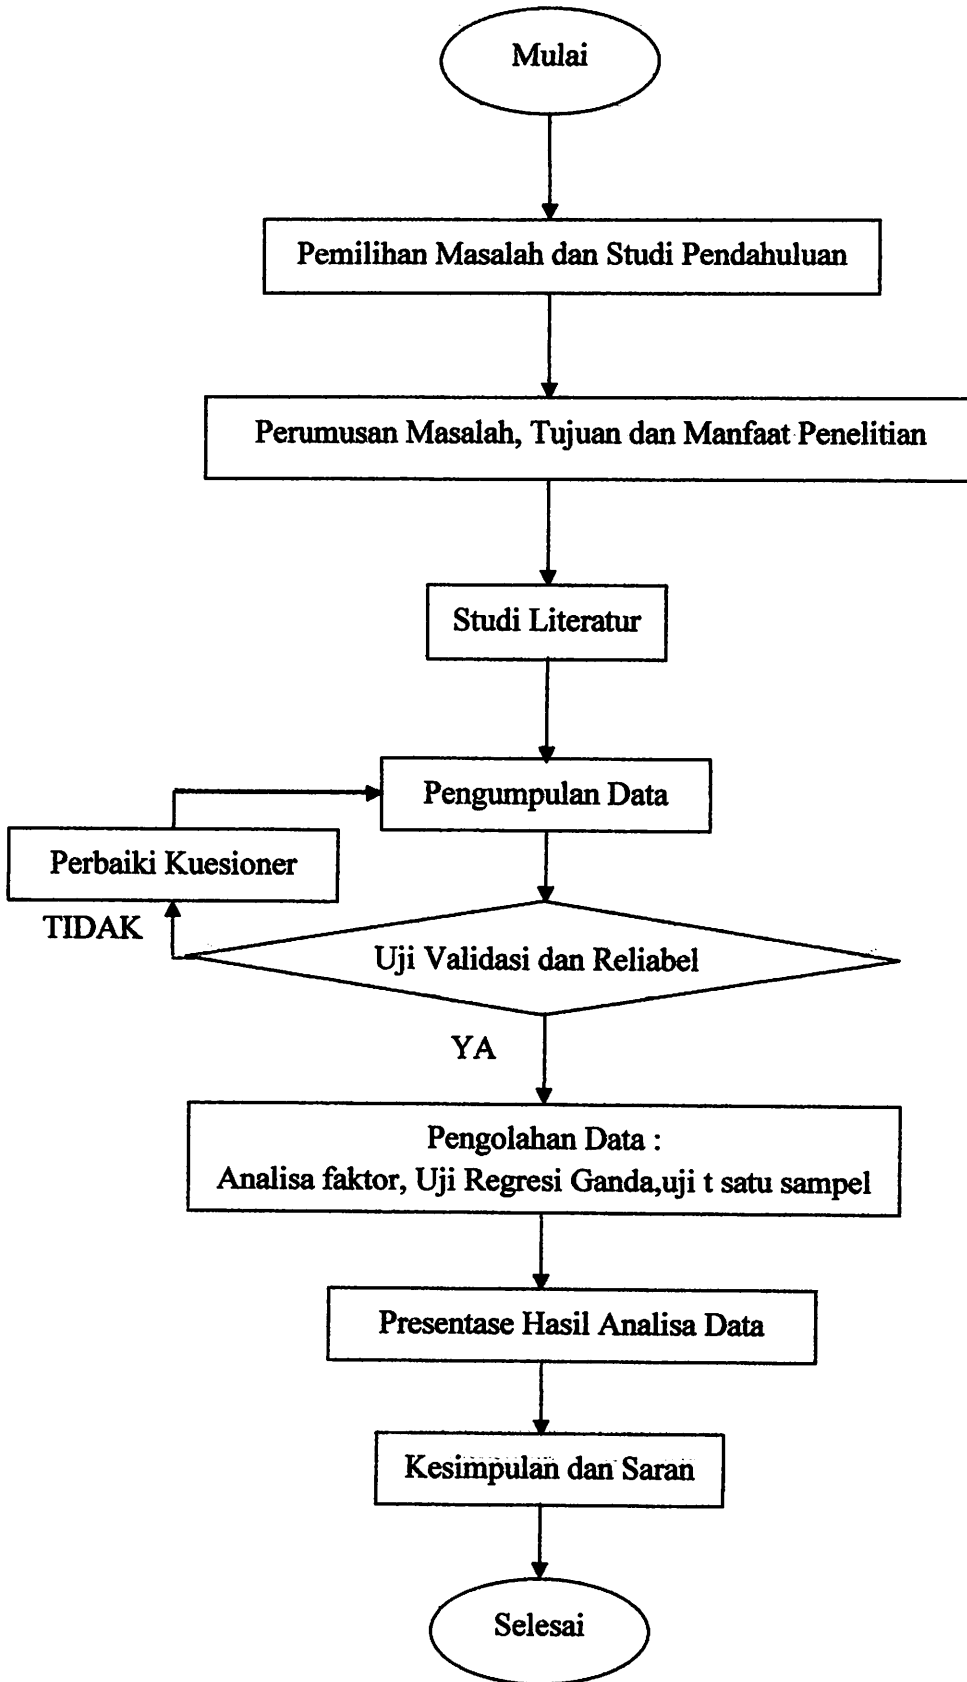 Mulai
Pemilihan Masalah dan Studi Pendahuluan
Perumusan Masalah, Tujuan dan Manfaat Penelitian
Studi Literatur
Pengumpulan Data
Perbaiki Kuesioner
TIDAK
Uji Validasi dan Reliabel
YA
Pengolahan Data :
Analisa faktor, Uji Regresi Ganda,uji t satu sampel
Presentase Hasil Analisa Data
Kesimpulan dan Saran
Selesai